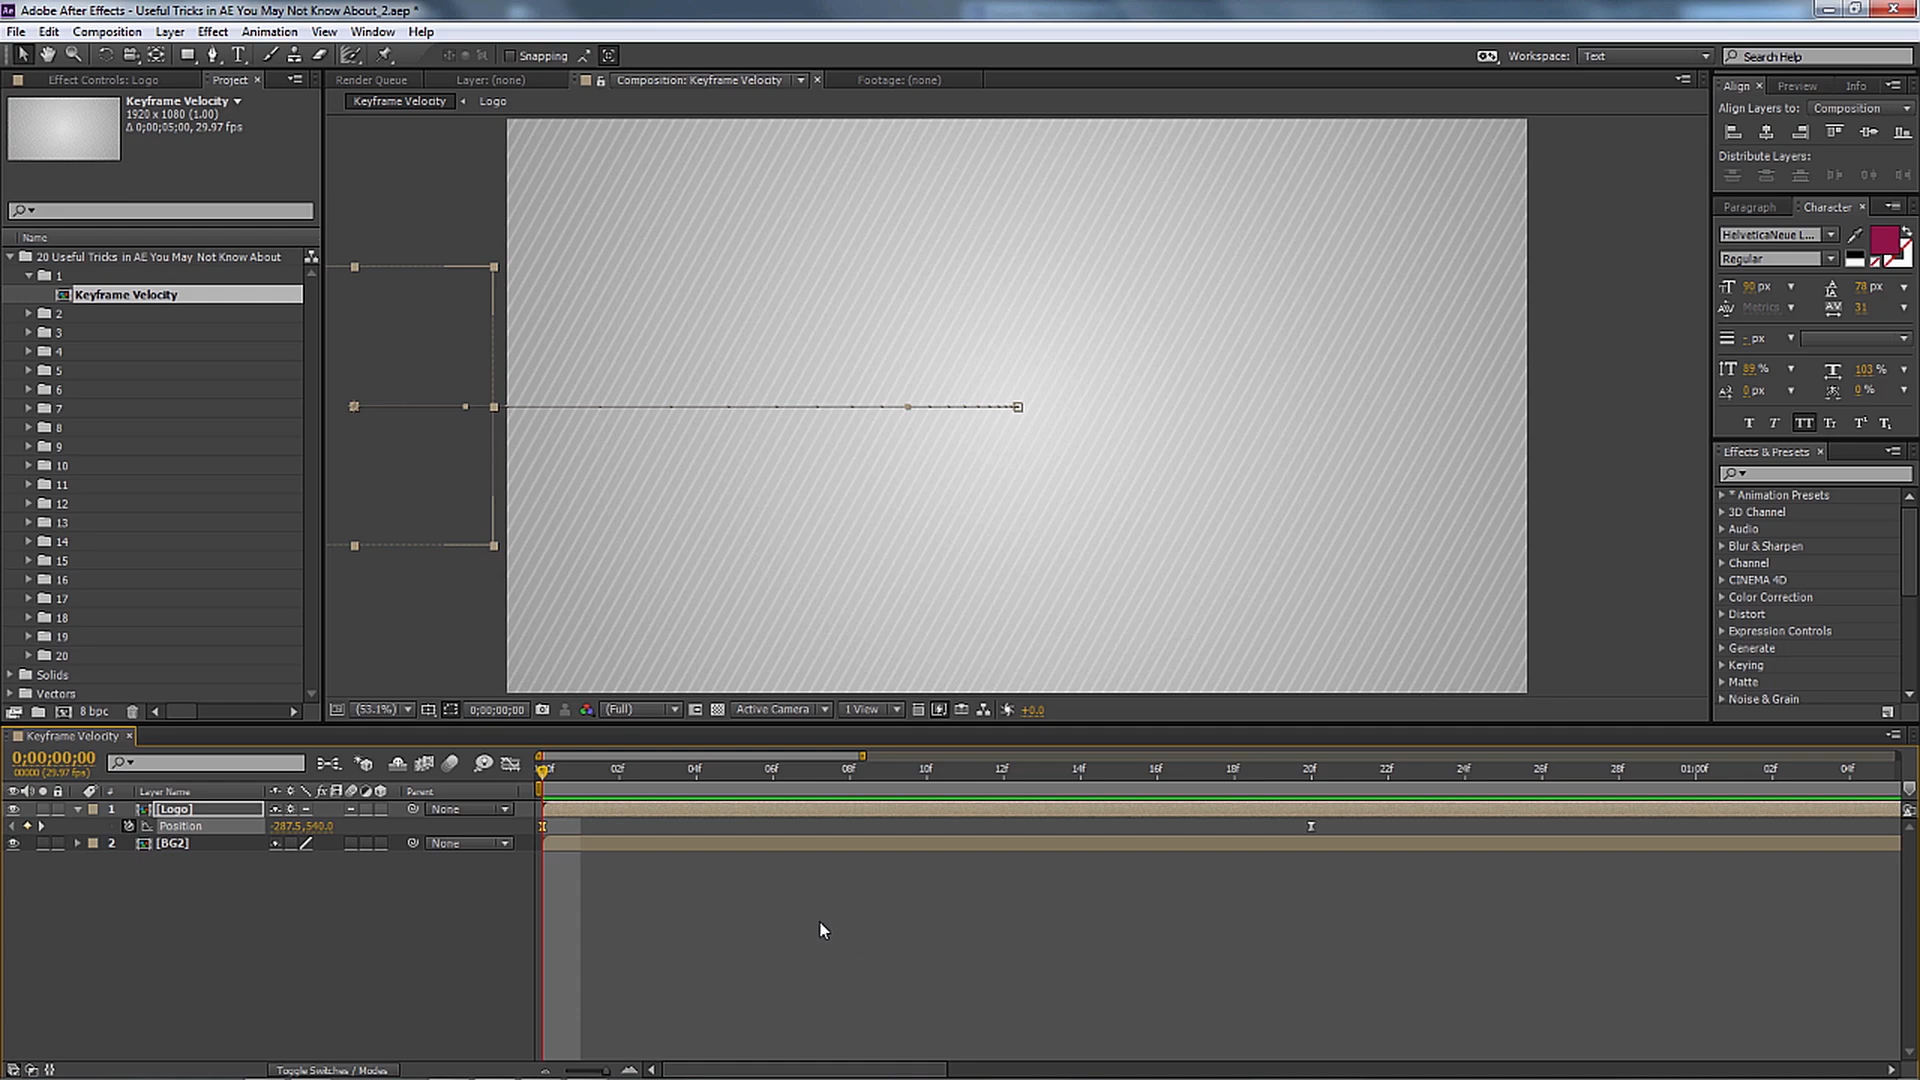 Adobe After Effects - Useful Tricks in AE You May Not Know About_2.aep *
File Edit Composition Layer Effect Animation View Window Help
Snapping
Workspace: Text
Search Help
Effect Controls: Logo
Project
Render Queue
Layer: (none)
Composition: Keyframe Velocity
Footage: (none)
Align
Preview
Info
Keyframe Velocity
1920 x 1080 (1.00)
Δ 0;00;05;00, 29.97 fps
Keyframe Velocity
Logo
Align Layers to: Composition
Distribute Layers:
Paragraph
Character
HelveticaNeue L...
Regular
90 px
78 px
Metrics
31
- px
89 %
103 %
0 px
0 %
Effects & Presets
* Animation Presets
3D Channel
Audio
Blur & Sharpen
Channel
CINEMA 4D
Color Correction
Distort
Expression Controls
Generate
Keying
Matte
Noise & Grain
Name
20 Useful Tricks in AE You May Not Know About
1
Keyframe Velocity
2
3
4
5
6
7
8
9
10
11
12
13
14
15
16
17
18
19
20
Solids
Vectors
8 bpc
(53.1%)
0;00;00;00
(Full)
Active Camera
1 View
+0.0
Keyframe Velocity
0;00;00;00
00000 (29.97 fps)
02f 04f 06f 08f 10f 12f 14f 16f 18f 20f 22f 24f 26f 28f 01:00f 02f 04f
# Layer Name
Parent
1 [Logo] None
Position -287.5,540.0
2 [BG2] None
Toggle Switches / Modes